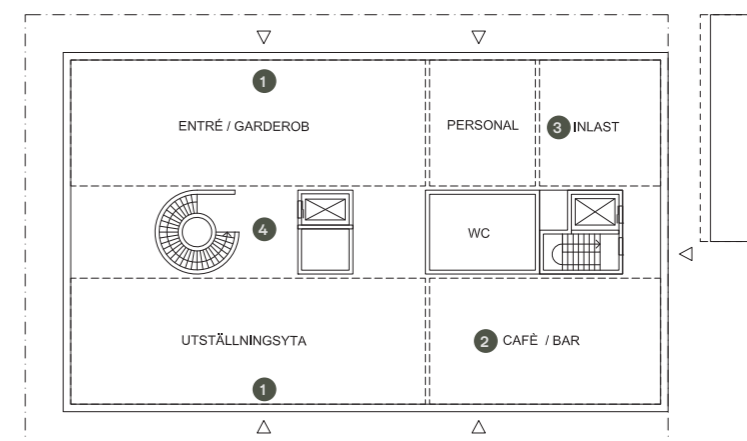 1
ENTRÉ / GARDEROB
PERSONAL
3 INLAST
4
WC
UTSTÄLLNINGSYTA
2 CAFÈ / BAR
1